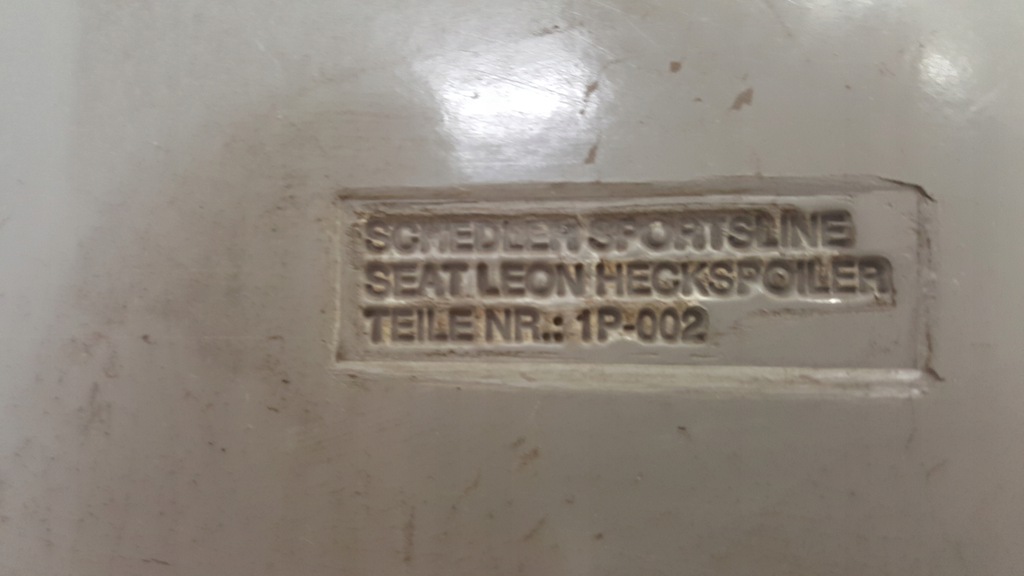 SCHEDLER SPORTSLINE
SEAT LEON HECKSPOILER
TEILE NR.: 1P-002